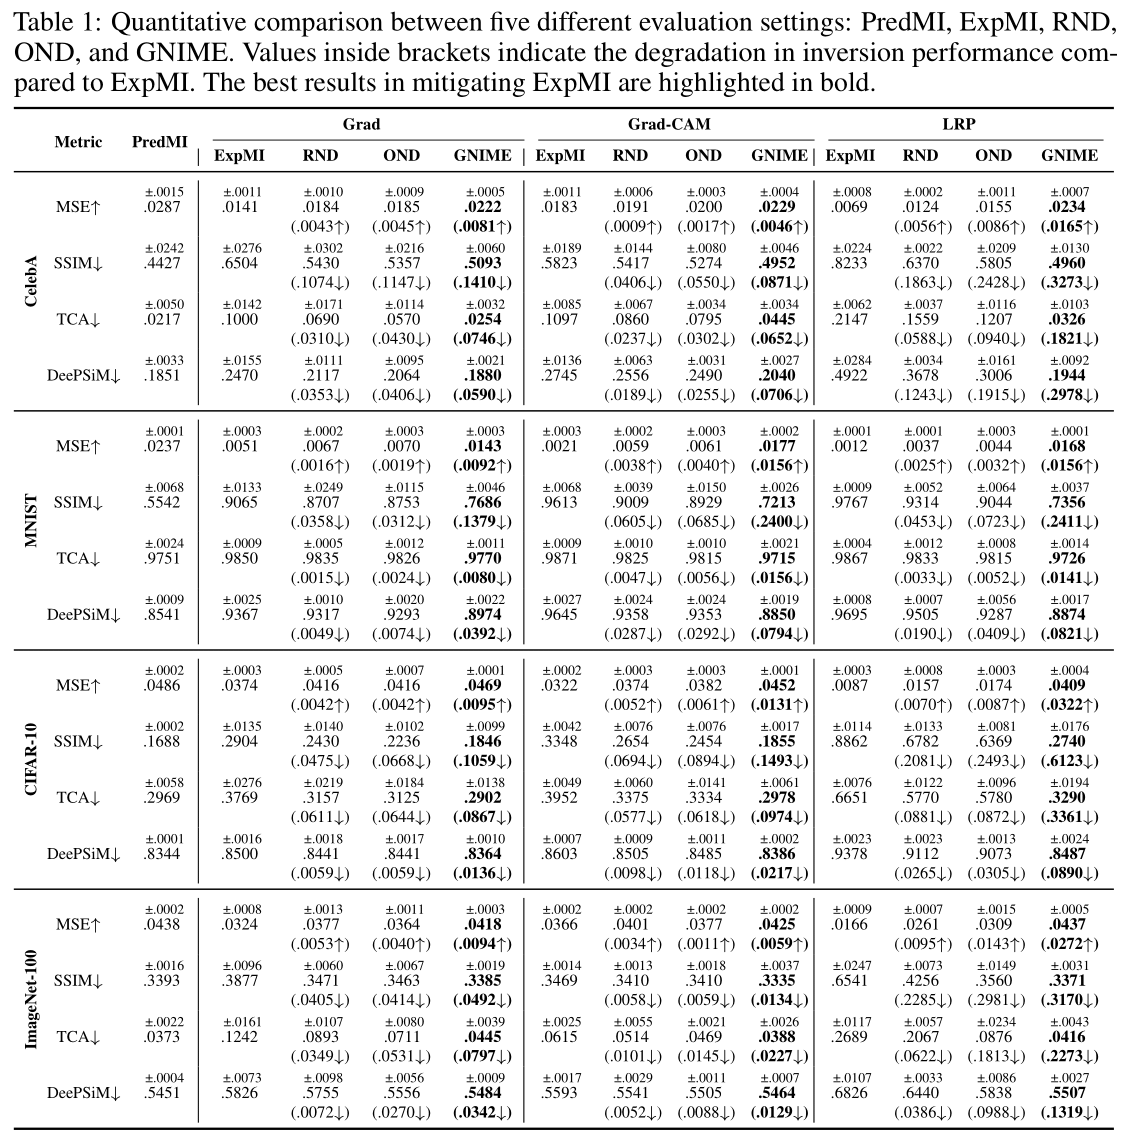 Table 1: Quantitative comparison between five different evaluation settings: PredMI, ExpMI, RND,
OND, and GNIME. Values inside brackets indicate the degradation in inversion performance com-
pared to ExpMI. The best results in mitigating ExpMI are highlighted in bold.
Metric PredMI Grad Grad-CAM LRP
ExpMI RND OND GNIME ExpMI RND OND GNIME ExpMI RND OND GNIME
CelebA
±.0015 ±.0011 ±.0010 ±.0009 ±.0005 ±.0011 ±.0006 ±.0003 ±.0004 ±.0008 ±.0002 ±.0011 ±.0007
MSE↑ .0287 .0141 .0184 .0185 .0222 .0183 .0191 .0200 .0229 .0069 .0124 .0155 .0234
(.0043↑) (.0045↑) (.0081↑) (.0009↑) (.0017↑) (.0046↑) (.0056↑) (.0086↑) (.0165↑)
±.0242 ±.0276 ±.0302 ±.0216 ±.0060 ±.0189 ±.0144 ±.0080 ±.0046 ±.0224 ±.0022 ±.0209 ±.0130
SSIM↓ .4427 .6504 .5430 .5357 .5093 .5823 .5417 .5274 .4952 .8233 .6370 .5805 .4960
(.1074↓) (.1147↓) (.1410↓) (.0406↓) (.0550↓) (.0871↓) (.1863↓) (.2428↓) (.3273↓)
±.0050 ±.0142 ±.0171 ±.0114 ±.0032 ±.0085 ±.0067 ±.0034 ±.0034 ±.0062 ±.0037 ±.0116 ±.0103
TCA↓ .0217 .1000 .0690 .0570 .0254 .1097 .0860 .0795 .0445 .2147 .1559 .1207 .0326
(.0310↓) (.0430↓) (.0746↓) (.0237↓) (.0302↓) (.0652↓) (.0588↓) (.0940↓) (.1821↓)
±.0033 ±.0155 ±.0111 ±.0095 ±.0021 ±.0136 ±.0063 ±.0031 ±.0027 ±.0284 ±.0034 ±.0161 ±.0092
DeePSiM↓ .1851 .2470 .2117 .2064 .1880 .2745 .2556 .2490 .2040 .4922 .3678 .3006 .1944
(.0353↓) (.0406↓) (.0590↓) (.0189↓) (.0255↓) (.0706↓) (.1243↓) (.1915↓) (.2978↓)
MNIST
±.0001 ±.0003 ±.0002 ±.0003 ±.0003 ±.0003 ±.0002 ±.0003 ±.0002 ±.0001 ±.0001 ±.0003 ±.0001
MSE↑ .0237 .0051 .0067 .0070 .0143 .0021 .0059 .0061 .0177 .0012 .0037 .0044 .0168
(.0016↑) (.0019↑) (.0092↑) (.0038↑) (.0040↑) (.0156↑) (.0025↑) (.0032↑) (.0156↑)
±.0068 ±.0133 ±.0249 ±.0115 ±.0046 ±.0068 ±.0039 ±.0150 ±.0026 ±.0009 ±.0052 ±.0064 ±.0037
SSIM↓ .5542 .9065 .8707 .8753 .7686 .9613 .9009 .8929 .7213 .9767 .9314 .9044 .7356
(.0358↓) (.0312↓) (.1379↓) (.0605↓) (.0685↓) (.2400↓) (.0453↓) (.0723↓) (.2411↓)
±.0024 ±.0009 ±.0005 ±.0012 ±.0011 ±.0009 ±.0010 ±.0010 ±.0021 ±.0004 ±.0012 ±.0008 ±.0014
TCA↓ .9751 .9850 .9835 .9826 .9770 .9871 .9825 .9815 .9715 .9867 .9833 .9815 .9726
(.0015↓) (.0024↓) (.0080↓) (.0047↓) (.0056↓) (.0156↓) (.0033↓) (.0052↓) (.0141↓)
±.0009 ±.0025 ±.0010 ±.0020 ±.0022 ±.0027 ±.0024 ±.0024 ±.0019 ±.0008 ±.0007 ±.0056 ±.0017
DeePSiM↓ .8541 .9367 .9317 .9293 .8974 .9645 .9358 .9353 .8850 .9695 .9505 .9287 .8874
(.0049↓) (.0074↓) (.0392↓) (.0287↓) (.0292↓) (.0794↓) (.0190↓) (.0409↓) (.0821↓)
CIFAR-10
±.0002 ±.0003 ±.0005 ±.0007 ±.0001 ±.0002 ±.0003 ±.0003 ±.0001 ±.0003 ±.0008 ±.0003 ±.0004
MSE↑ .0486 .0374 .0416 .0416 .0469 .0322 .0374 .0382 .0452 .0087 .0157 .0174 .0409
(.0042↑) (.0042↑) (.0095↑) (.0052↑) (.0061↑) (.0131↑) (.0070↑) (.0087↑) (.0322↑)
±.0002 ±.0135 ±.0140 ±.0102 ±.0099 ±.0042 ±.0076 ±.0076 ±.0017 ±.0114 ±.0133 ±.0081 ±.0176
SSIM↓ .1688 .2904 .2430 .2236 .1846 .3348 .2654 .2454 .1855 .8862 .6782 .6369 .2740
(.0475↓) (.0668↓) (.1059↓) (.0694↓) (.0894↓) (.1493↓) (.2081↓) (.2493↓) (.6123↓)
±.0058 ±.0276 ±.0219 ±.0184 ±.0138 ±.0049 ±.0060 ±.0141 ±.0061 ±.0076 ±.0122 ±.0096 ±.0194
TCA↓ .2969 .3769 .3157 .3125 .2902 .3952 .3375 .3334 .2978 .6651 .5770 .5780 .3290
(.0611↓) (.0644↓) (.0867↓) (.0577↓) (.0618↓) (.0974↓) (.0881↓) (.0872↓) (.3361↓)
±.0001 ±.0016 ±.0018 ±.0017 ±.0010 ±.0007 ±.0009 ±.0011 ±.0002 ±.0023 ±.0023 ±.0013 ±.0024
DeePSiM↓ .8344 .8500 .8441 .8441 .8364 .8603 .8505 .8485 .8386 .9378 .9112 .9073 .8487
(.0059↓) (.0059↓) (.0136↓) (.0098↓) (.0118↓) (.0217↓) (.0265↓) (.0305↓) (.0890↓)
ImageNet-100
±.0002 ±.0008 ±.0013 ±.0011 ±.0003 ±.0002 ±.0002 ±.0002 ±.0002 ±.0009 ±.0007 ±.0015 ±.0005
MSE↑ .0438 .0324 .0377 .0364 .0418 .0366 .0401 .0377 .0425 .0166 .0261 .0309 .0437
(.0053↑) (.0040↑) (.0094↑) (.0034↑) (.0011↑) (.0059↑) (.0095↑) (.0143↑) (.0272↑)
±.0016 ±.0096 ±.0060 ±.0067 ±.0019 ±.0014 ±.0013 ±.0018 ±.0037 ±.0247 ±.0073 ±.0149 ±.0031
SSIM↓ .3393 .3877 .3471 .3463 .3385 .3469 .3410 .3410 .3335 .6541 .4256 .3560 .3371
(.0405↓) (.0414↓) (.0492↓) (.0058↓) (.0059↓) (.0134↓) (.2285↓) (.2981↓) (.3170↓)
±.0022 ±.0161 ±.0107 ±.0080 ±.0039 ±.0025 ±.0055 ±.0021 ±.0026 ±.0117 ±.0057 ±.0234 ±.0043
TCA↓ .0373 .1242 .0893 .0711 .0445 .0615 .0514 .0469 .0388 .2689 .2067 .0876 .0416
(.0349↓) (.0531↓) (.0797↓) (.0101↓) (.0145↓) (.0227↓) (.0622↓) (.1813↓) (.2273↓)
±.0004 ±.0073 ±.0098 ±.0056 ±.0009 ±.0017 ±.0029 ±.0011 ±.0007 ±.0107 ±.0033 ±.0086 ±.0027
DeePSiM↓ .5451 .5826 .5755 .5556 .5484 .5593 .5541 .5505 .5464 .6826 .6440 .5838 .5507
(.0072↓) (.0270↓) (.0342↓) (.0052↓) (.0088↓) (.0129↓) (.0386↓) (.0988↓) (.1319↓)